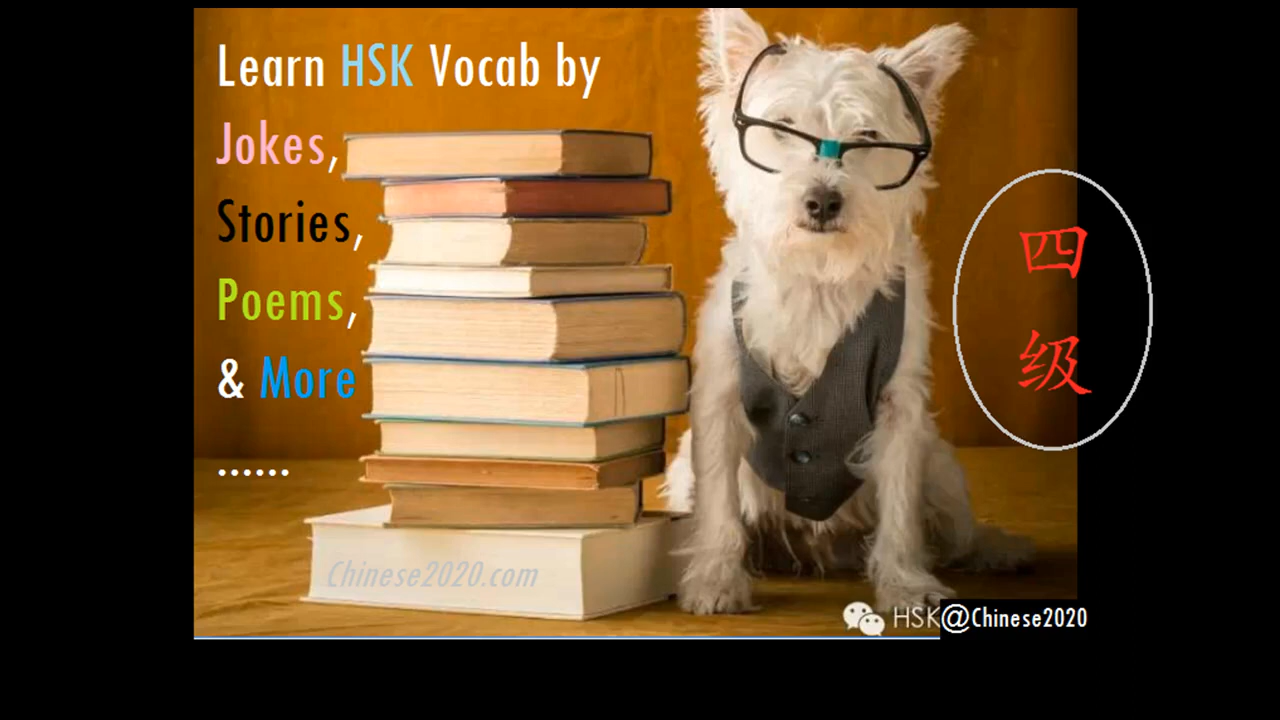 Learn HSK Vocab by
Jokes,
Stories,
Poems,
& More
......
四
级
Chinese2020.com
HSK@Chinese2020